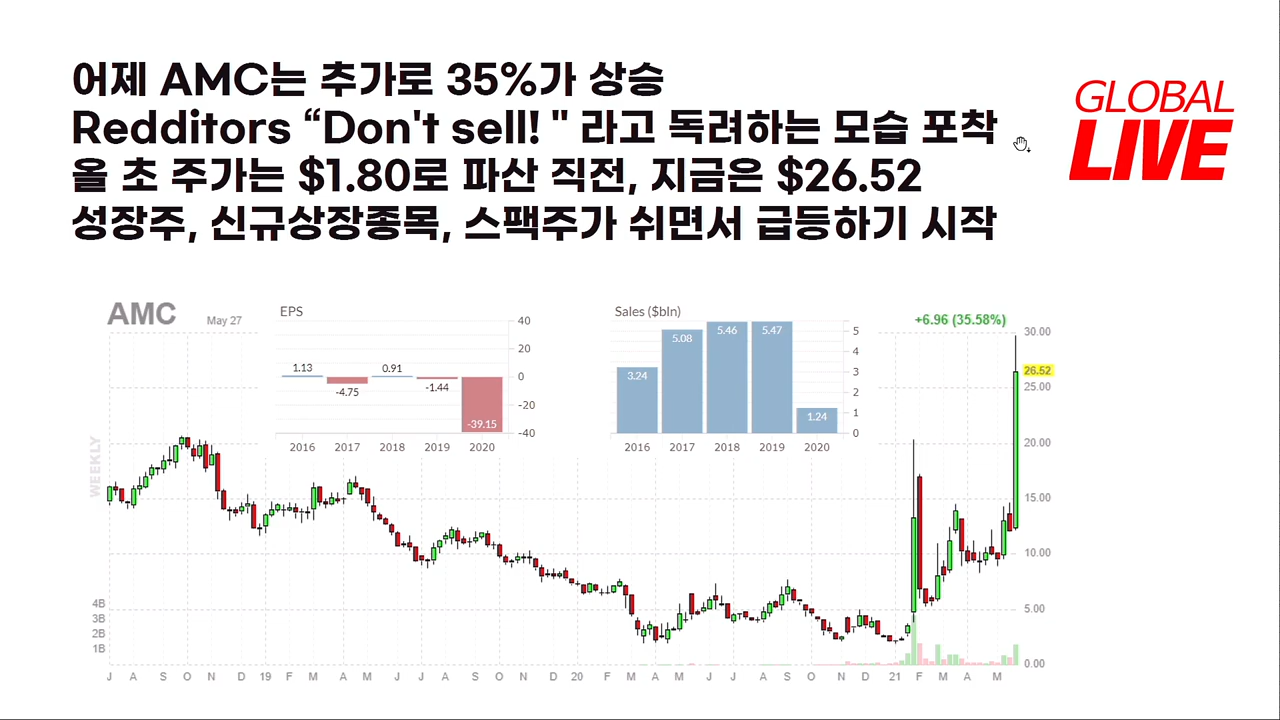 어제 AMC는 추가로 35%가 상승
Redditors “Don't sell! " 라고 독려하는 모습 포착
올 초 주가는 $1.80로 파산 직전, 지금은 $26.52
성장주, 신규상장종목, 스팩주가 쉬면서 급등하기 시작
GLOBAL
LIVE
AMC
May 27
EPS
40
20
0
-20
-40
1.13
-4.75
0.91
-1.44
-39.15
2016 2017 2018 2019 2020
Sales ($bln)
5
4
3
2
1
0
3.24
5.08
5.46
5.47
1.24
2016 2017 2018 2019 2020
+6.96 (35.58%)
30.00
26.52
25.00
20.00
15.00
10.00
5.00
0.00
WEEKLY
4B
3B
2B
1B
J A S O N D 19 F M A M J J A S O N D 20 F M A M J J A S O N D 21 F M A M